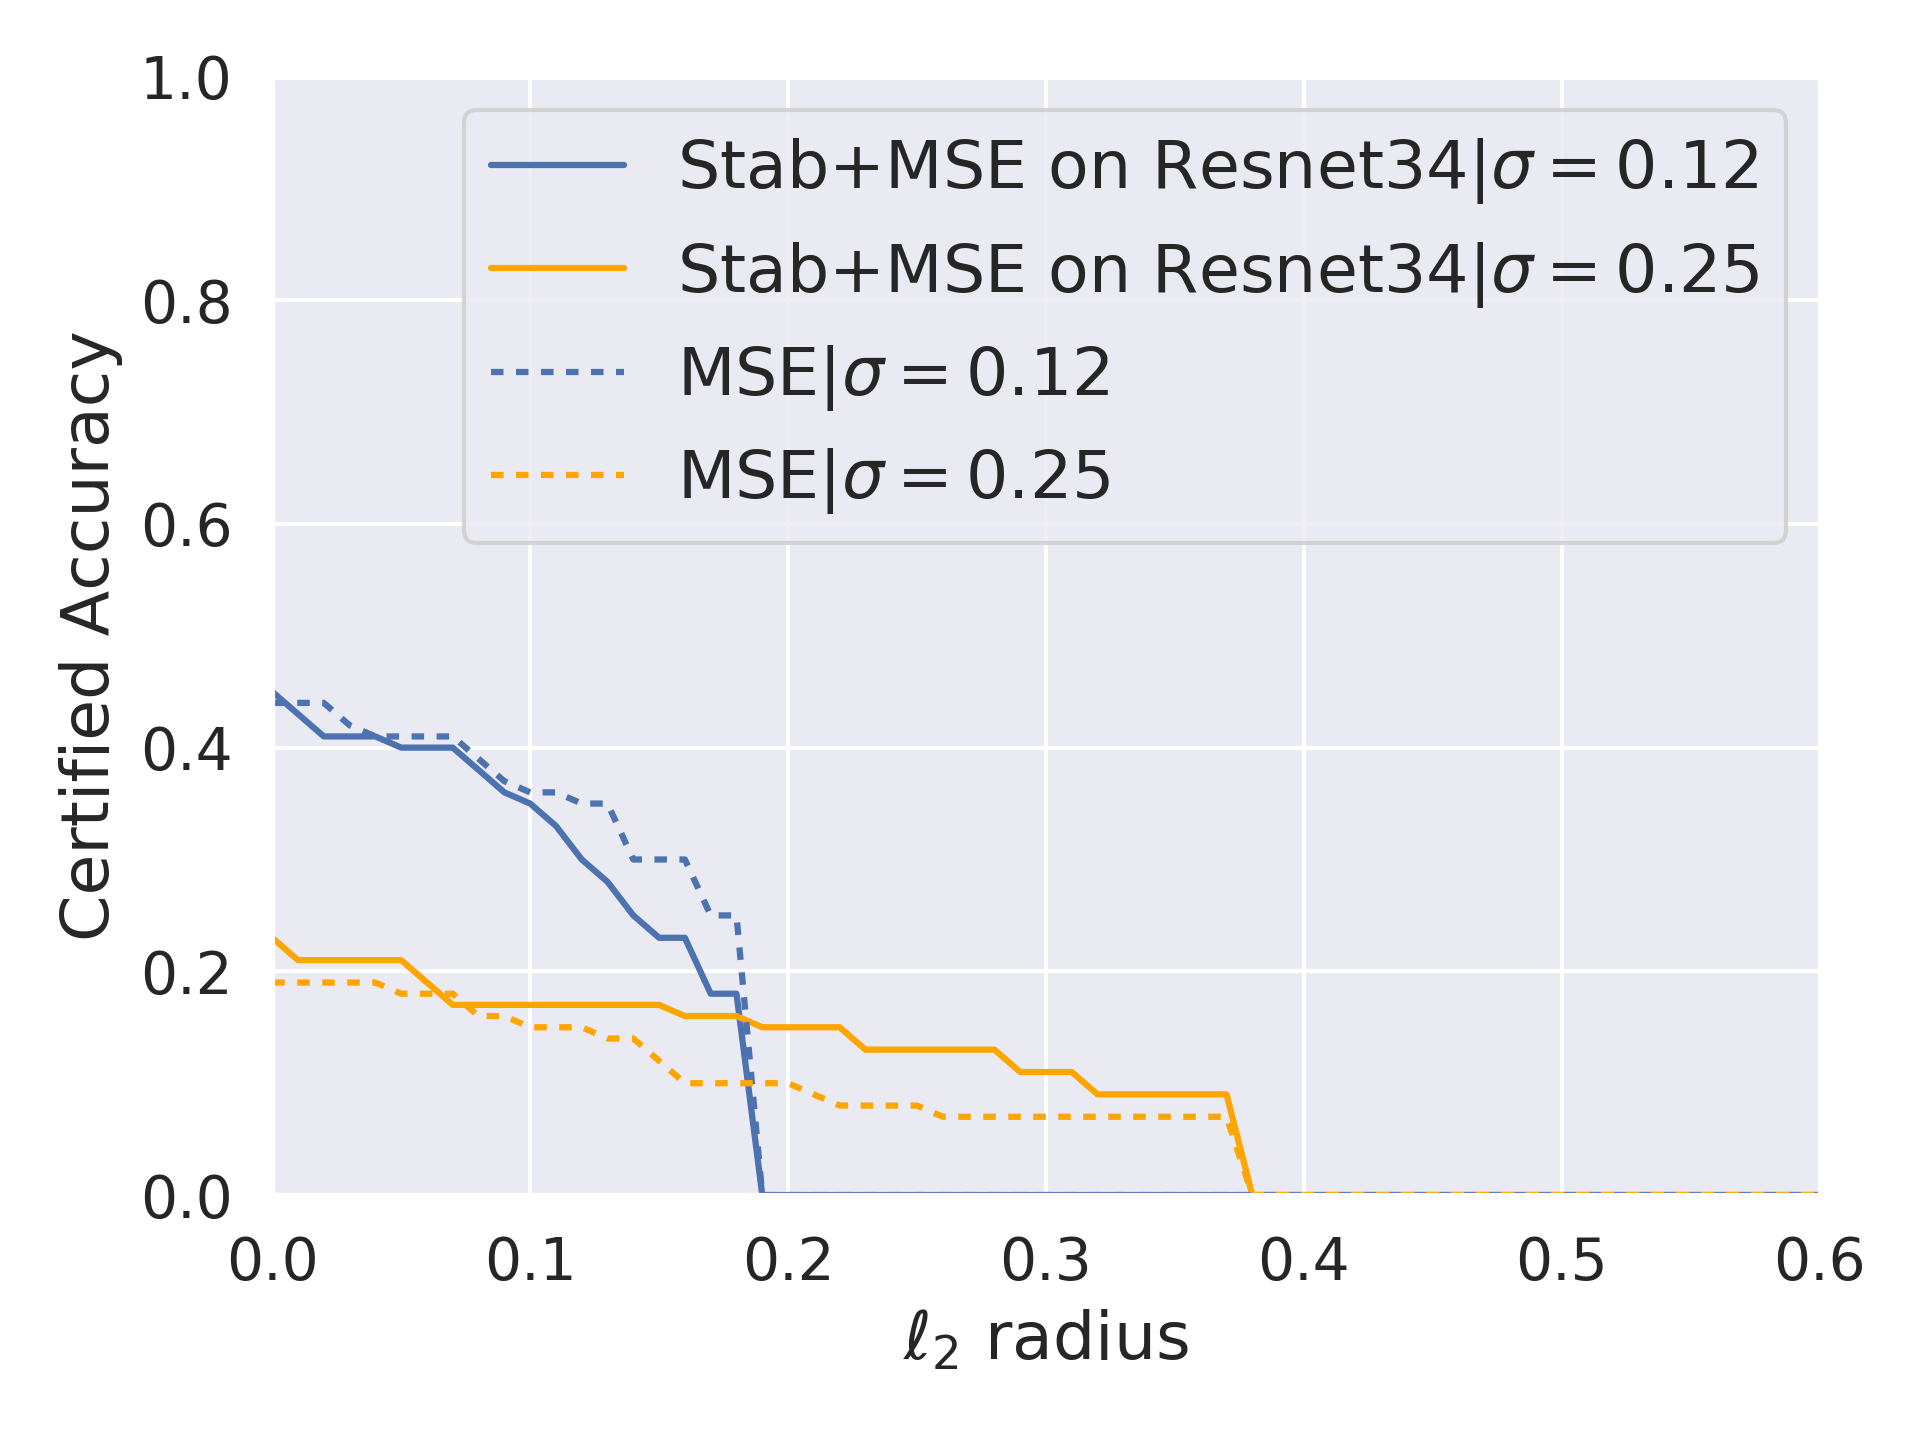 1.0
0.8
0.6
0.4
0.2
0.0
Certified Accuracy
Stab+MSE on Resnet34|σ = 0.12
Stab+MSE on Resnet34|σ = 0.25
MSE|σ = 0.12
MSE|σ = 0.25
0.0 0.1 0.2 0.3 0.4 0.5 0.6
ℓ₂ radius